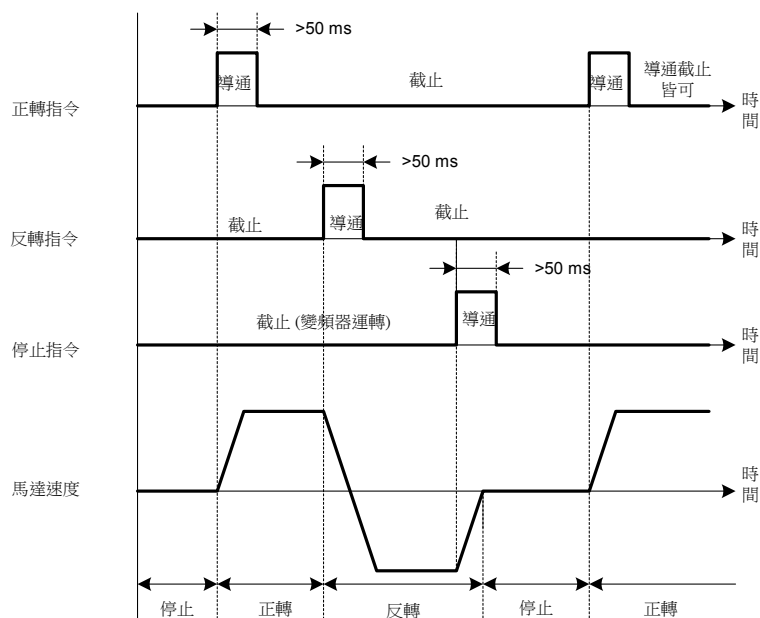 >50 ms
導通
截止
導通
導通截止
皆可
正轉指令
時
間
>50 ms
截止
導通
截止
反轉指令
時
間
>50 ms
截止 (變頻器運轉)
導通
停止指令
時
間
馬達速度
時
間
停止
正轉
反轉
停止
正轉